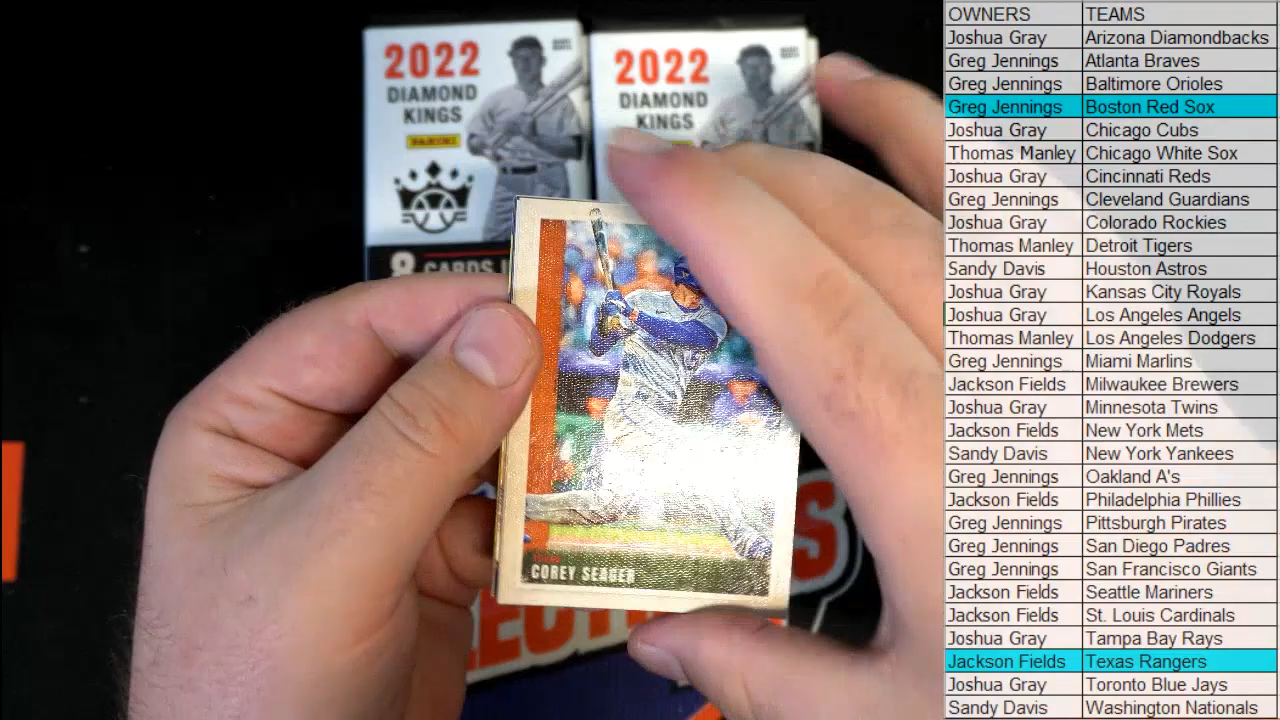 2022
DIAMOND
KINGS
PANINI
8 CARDS
2022
DIAMOND
KINGS
COREY SEAGER
OWNERS TEAMS
Joshua Gray Arizona Diamondbacks
Greg Jennings Atlanta Braves
Greg Jennings Baltimore Orioles
Greg Jennings Boston Red Sox
Joshua Gray Chicago Cubs
Thomas Manley Chicago White Sox
Joshua Gray Cincinnati Reds
Greg Jennings Cleveland Guardians
Joshua Gray Colorado Rockies
Thomas Manley Detroit Tigers
Sandy Davis Houston Astros
Joshua Gray Kansas City Royals
Joshua Gray Los Angeles Angels
Thomas Manley Los Angeles Dodgers
Greg Jennings Miami Marlins
Jackson Fields Milwaukee Brewers
Joshua Gray Minnesota Twins
Jackson Fields New York Mets
Sandy Davis New York Yankees
Greg Jennings Oakland A's
Jackson Fields Philadelphia Phillies
Greg Jennings Pittsburgh Pirates
Greg Jennings San Diego Padres
Greg Jennings San Francisco Giants
Jackson Fields Seattle Mariners
Jackson Fields St. Louis Cardinals
Joshua Gray Tampa Bay Rays
Jackson Fields Texas Rangers
Joshua Gray Toronto Blue Jays
Sandy Davis Washington Nationals